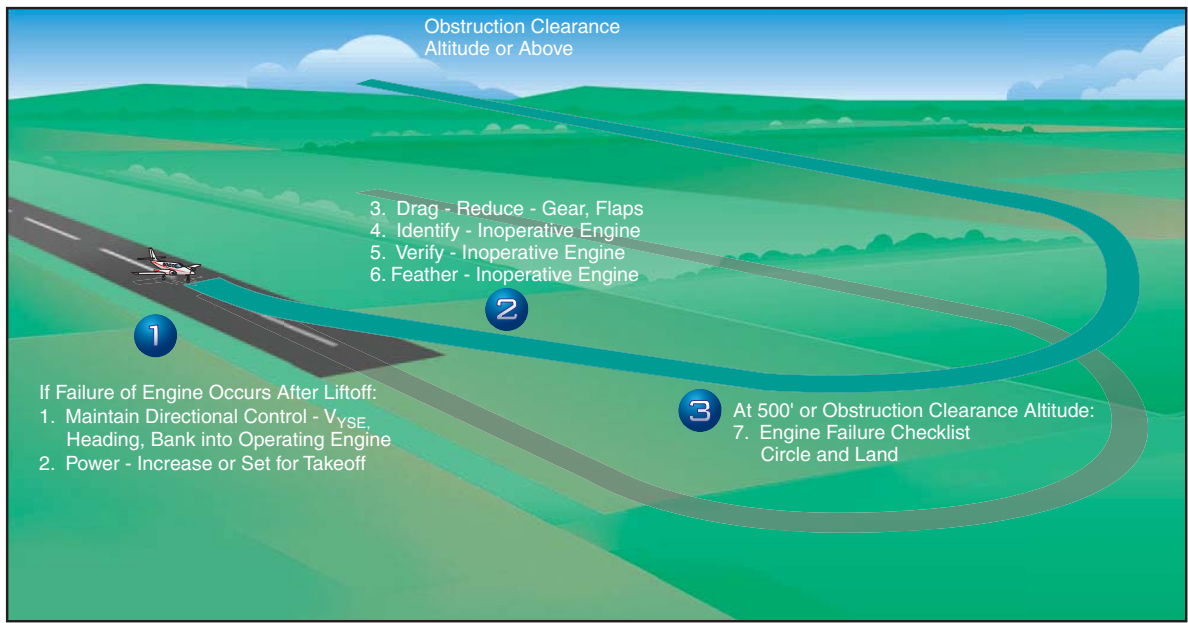 Obstruction Clearance
Altitude or Above
3. Drag - Reduce - Gear, Flaps
4. Identify - Inoperative Engine
5. Verify - Inoperative Engine
6. Feather - Inoperative Engine
2
1
If Failure of Engine Occurs After Liftoff:
1. Maintain Directional Control - VYSE,
Heading, Bank into Operating Engine
2. Power - Increase or Set for Takeoff
3
At 500' or Obstruction Clearance Altitude:
7. Engine Failure Checklist
Circle and Land